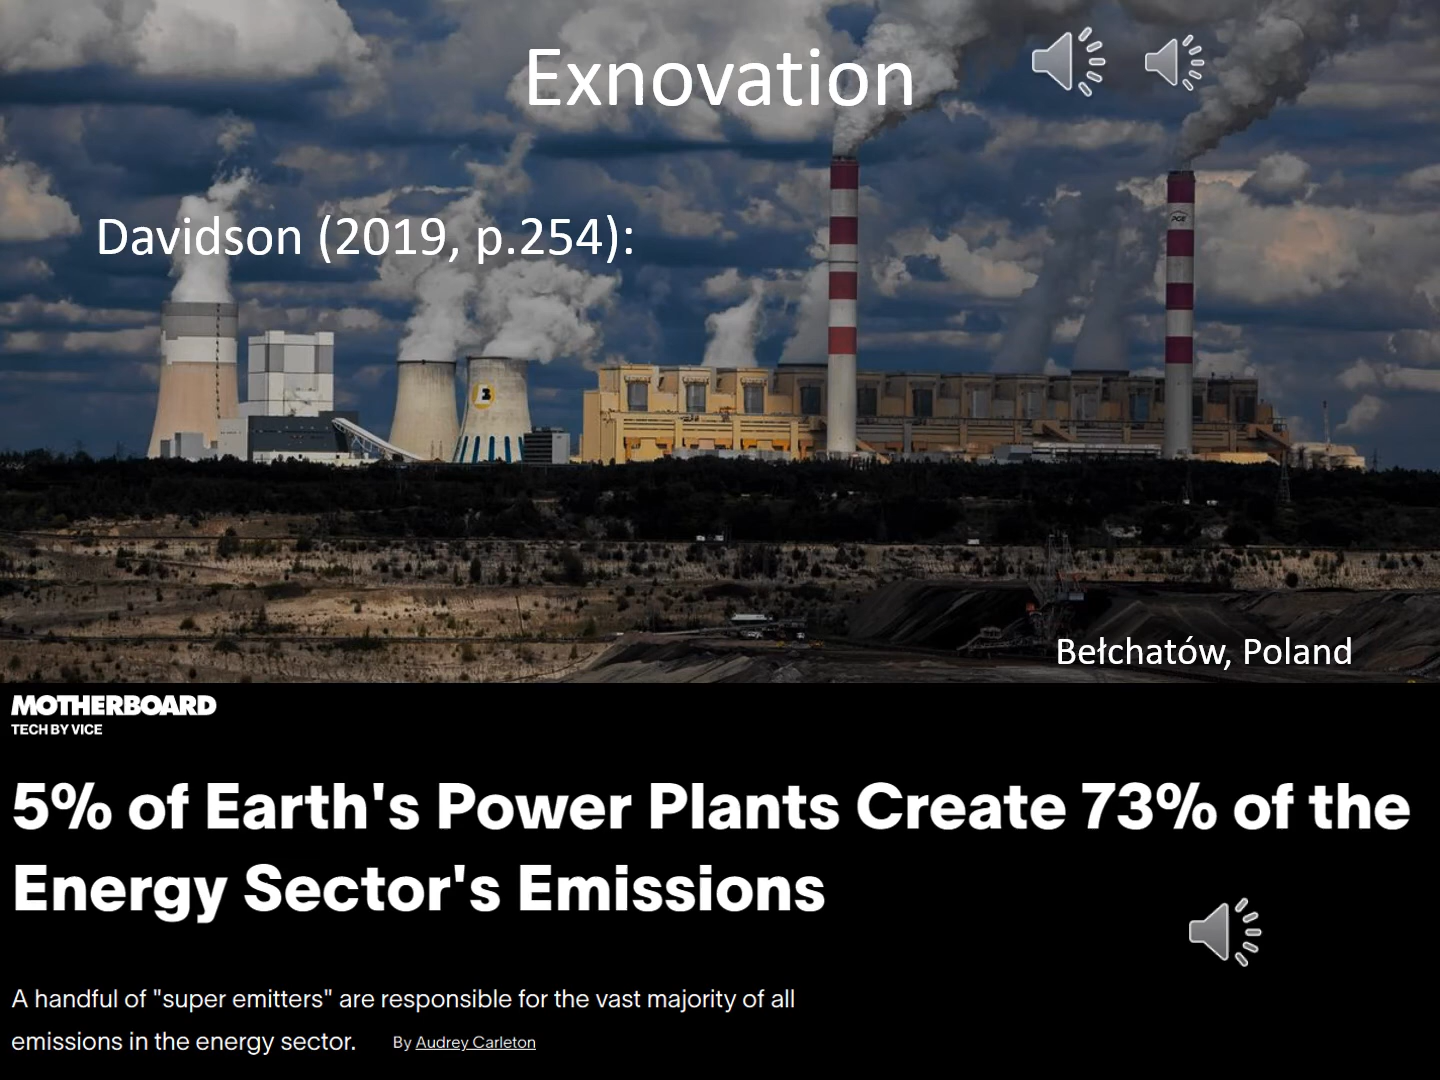 Exnovation
Davidson (2019, p.254):
PGE
Bełchatów, Poland
MOTHERBOARD
TECH BY VICE
5% of Earth's Power Plants Create 73% of the
Energy Sector's Emissions
A handful of "super emitters" are responsible for the vast majority of all
emissions in the energy sector. By Audrey Carleton